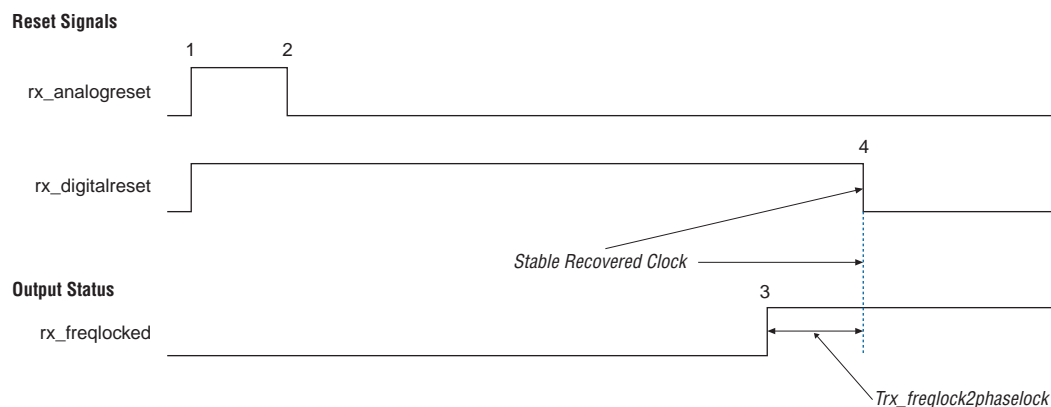 Reset Signals
1 2
rx_analogreset
4
rx_digitalreset
Stable Recovered Clock
Output Status
3
rx_freqlocked
Trx_freqlock2phaselock